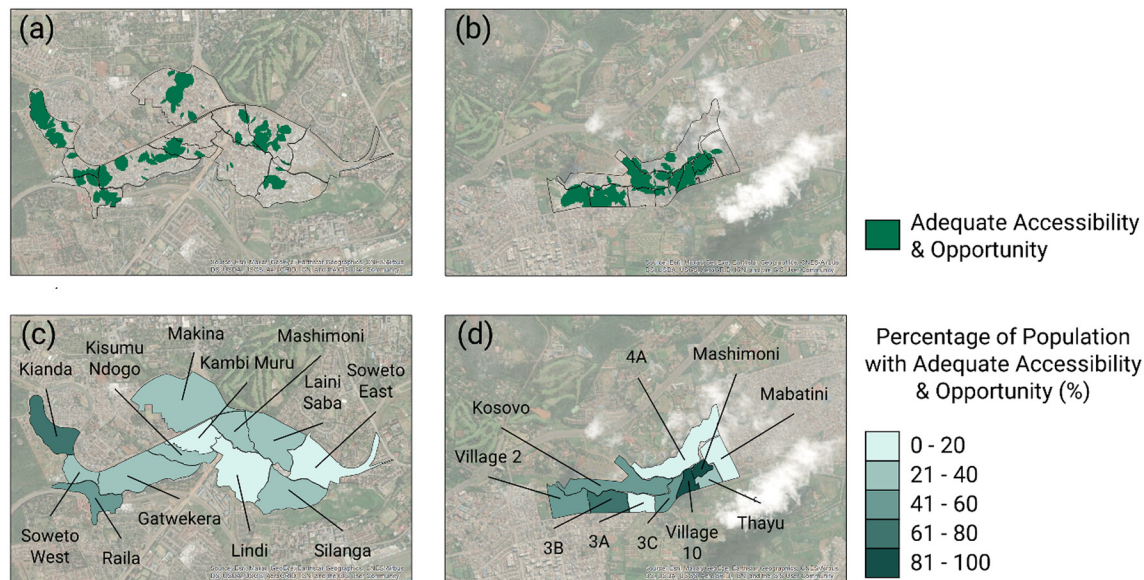 (a)
(b)
Adequate Accessibility
& Opportunity
(c)
Makina
Kisumu
Ndogo
Mashimoni
Kianda
Kambi Muru
Laini
Saba
Soweto
East
Soweto
West
Raila
Gatwekera
Lindi
Silanga
(d)
4A
Mashimoni
Kosovo
Mabatini
Village 2
3B
3A
3C
Village
10
Thayu
Percentage of Population
with Adequate Accessibility
& Opportunity (%)
0 - 20
21 - 40
41 - 60
61 - 80
81 - 100